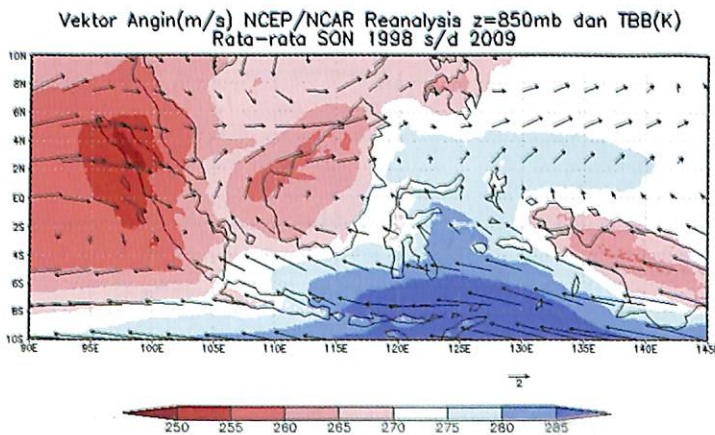 Vektor Angin(m/s) NCEP/NCAR Reanalysis z=850mb dan TBB(K)
Rata-rata SON 1998 s/d 2009
10N
8N
6N
4N
2N
EQ
2S
4S
6S
8S
10S
90E 95E 100E 105E 110E 115E 120E 125E 130E 135E 140E 145E
2
250 255 260 265 270 275 280 285